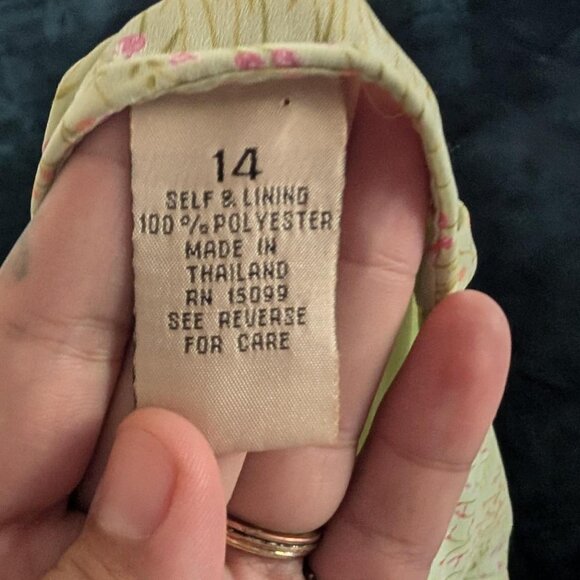 14
SELF & LINING
100 % POLYESTER
MADE IN
THAILAND
RN 15099
SEE REVERSE
FOR CARE